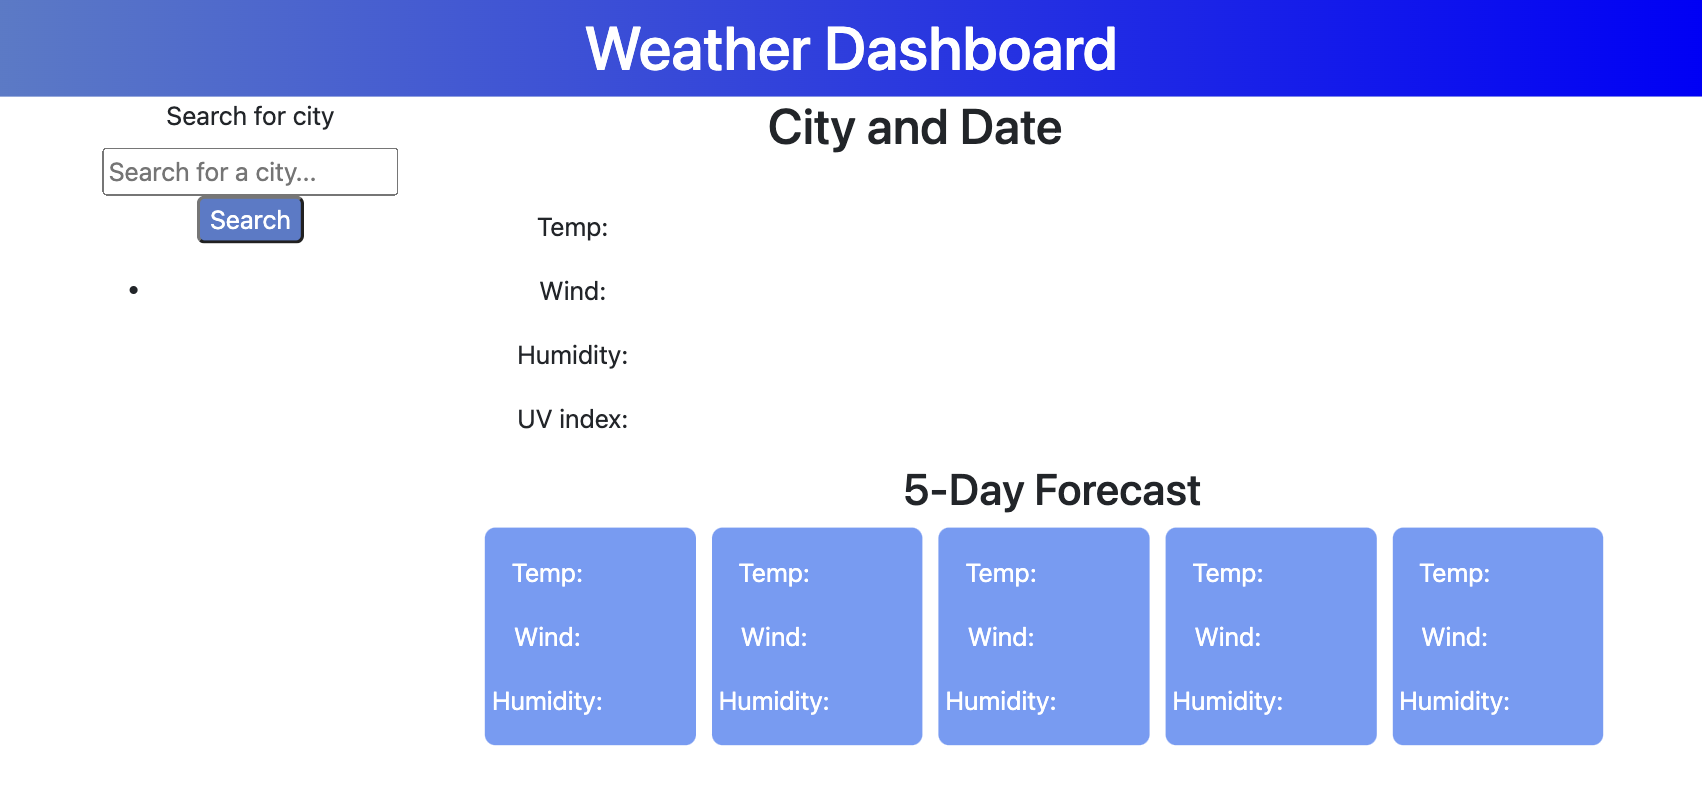 Weather Dashboard
Search for city
Search for a city...
Search
City and Date
Temp:
Wind:
Humidity:
UV index:
5-Day Forecast
Temp:
Wind:
Humidity:
Temp:
Wind:
Humidity:
Temp:
Wind:
Humidity:
Temp:
Wind:
Humidity:
Temp:
Wind:
Humidity: